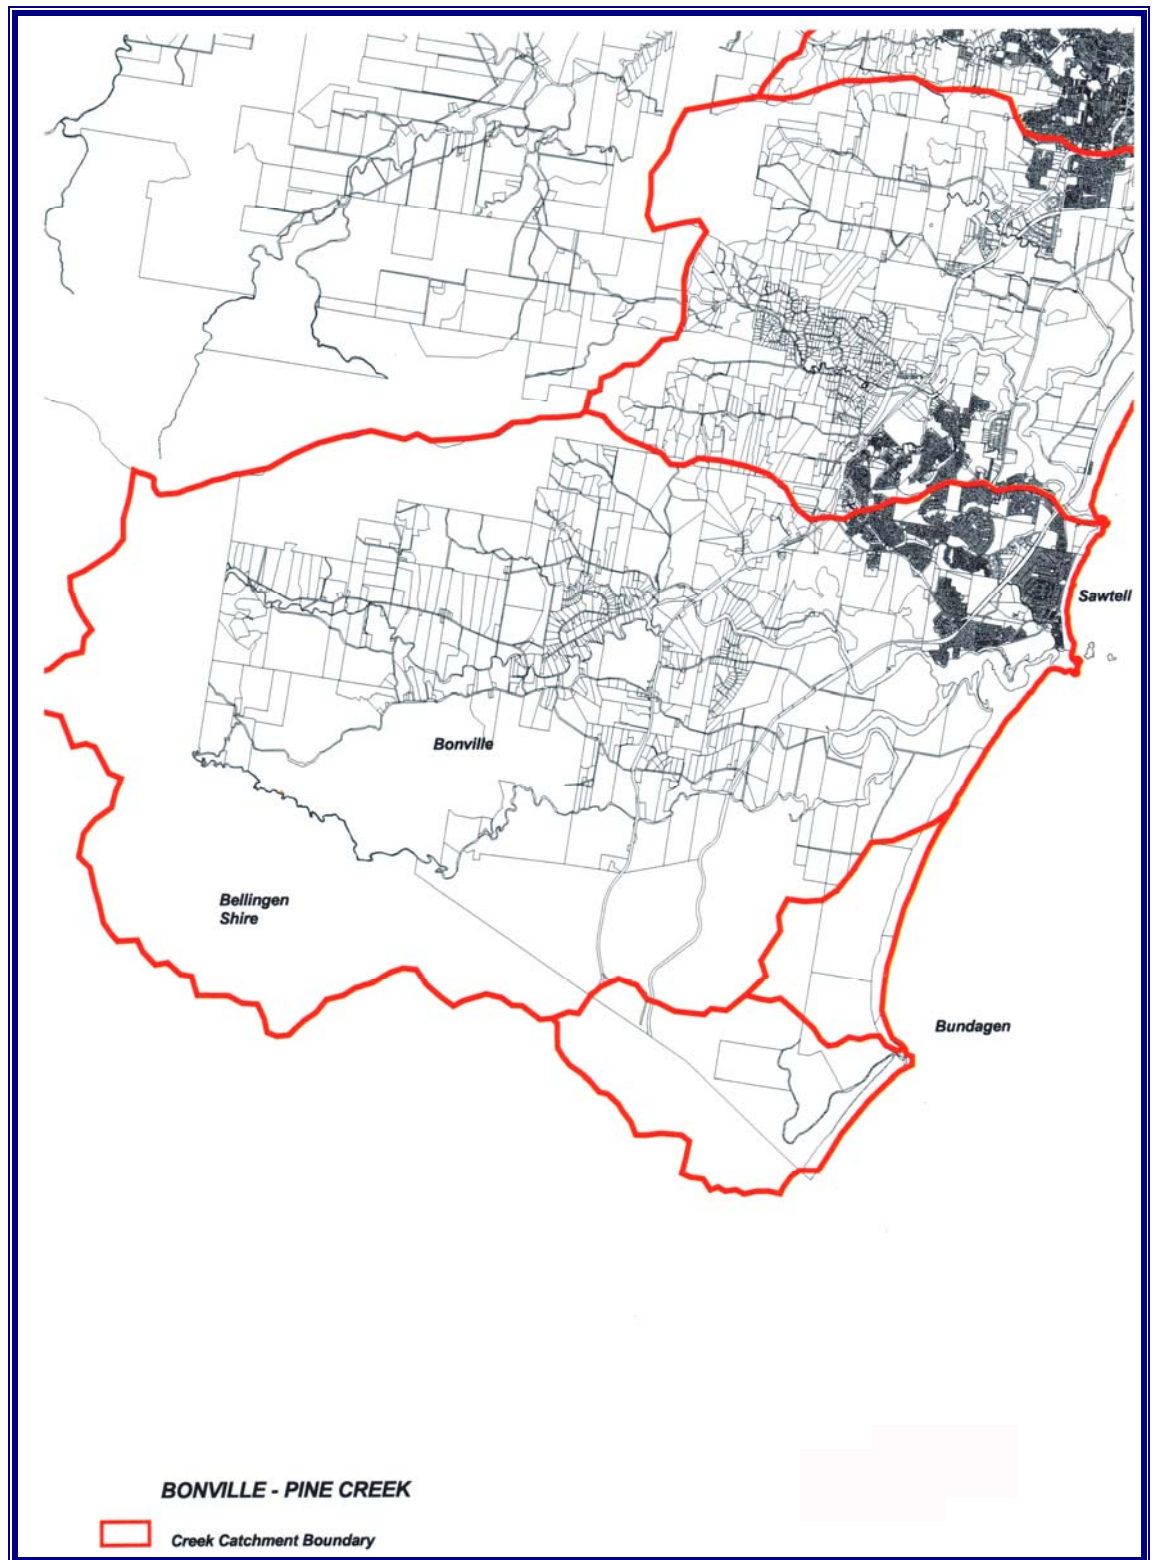 Sawtell
Bonville
Bellingen
Shire
Bundagen
BONVILLE - PINE CREEK
Creek Catchment Boundary